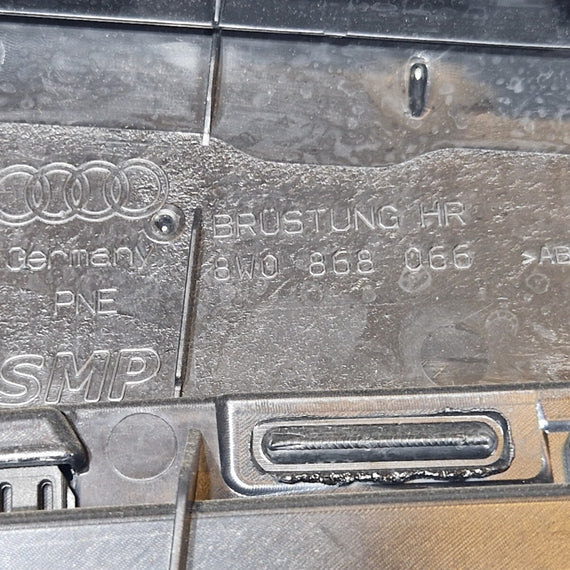 BRÜSTUNG HR
8W0 868 066
>AB
Germany
PNE
SMP